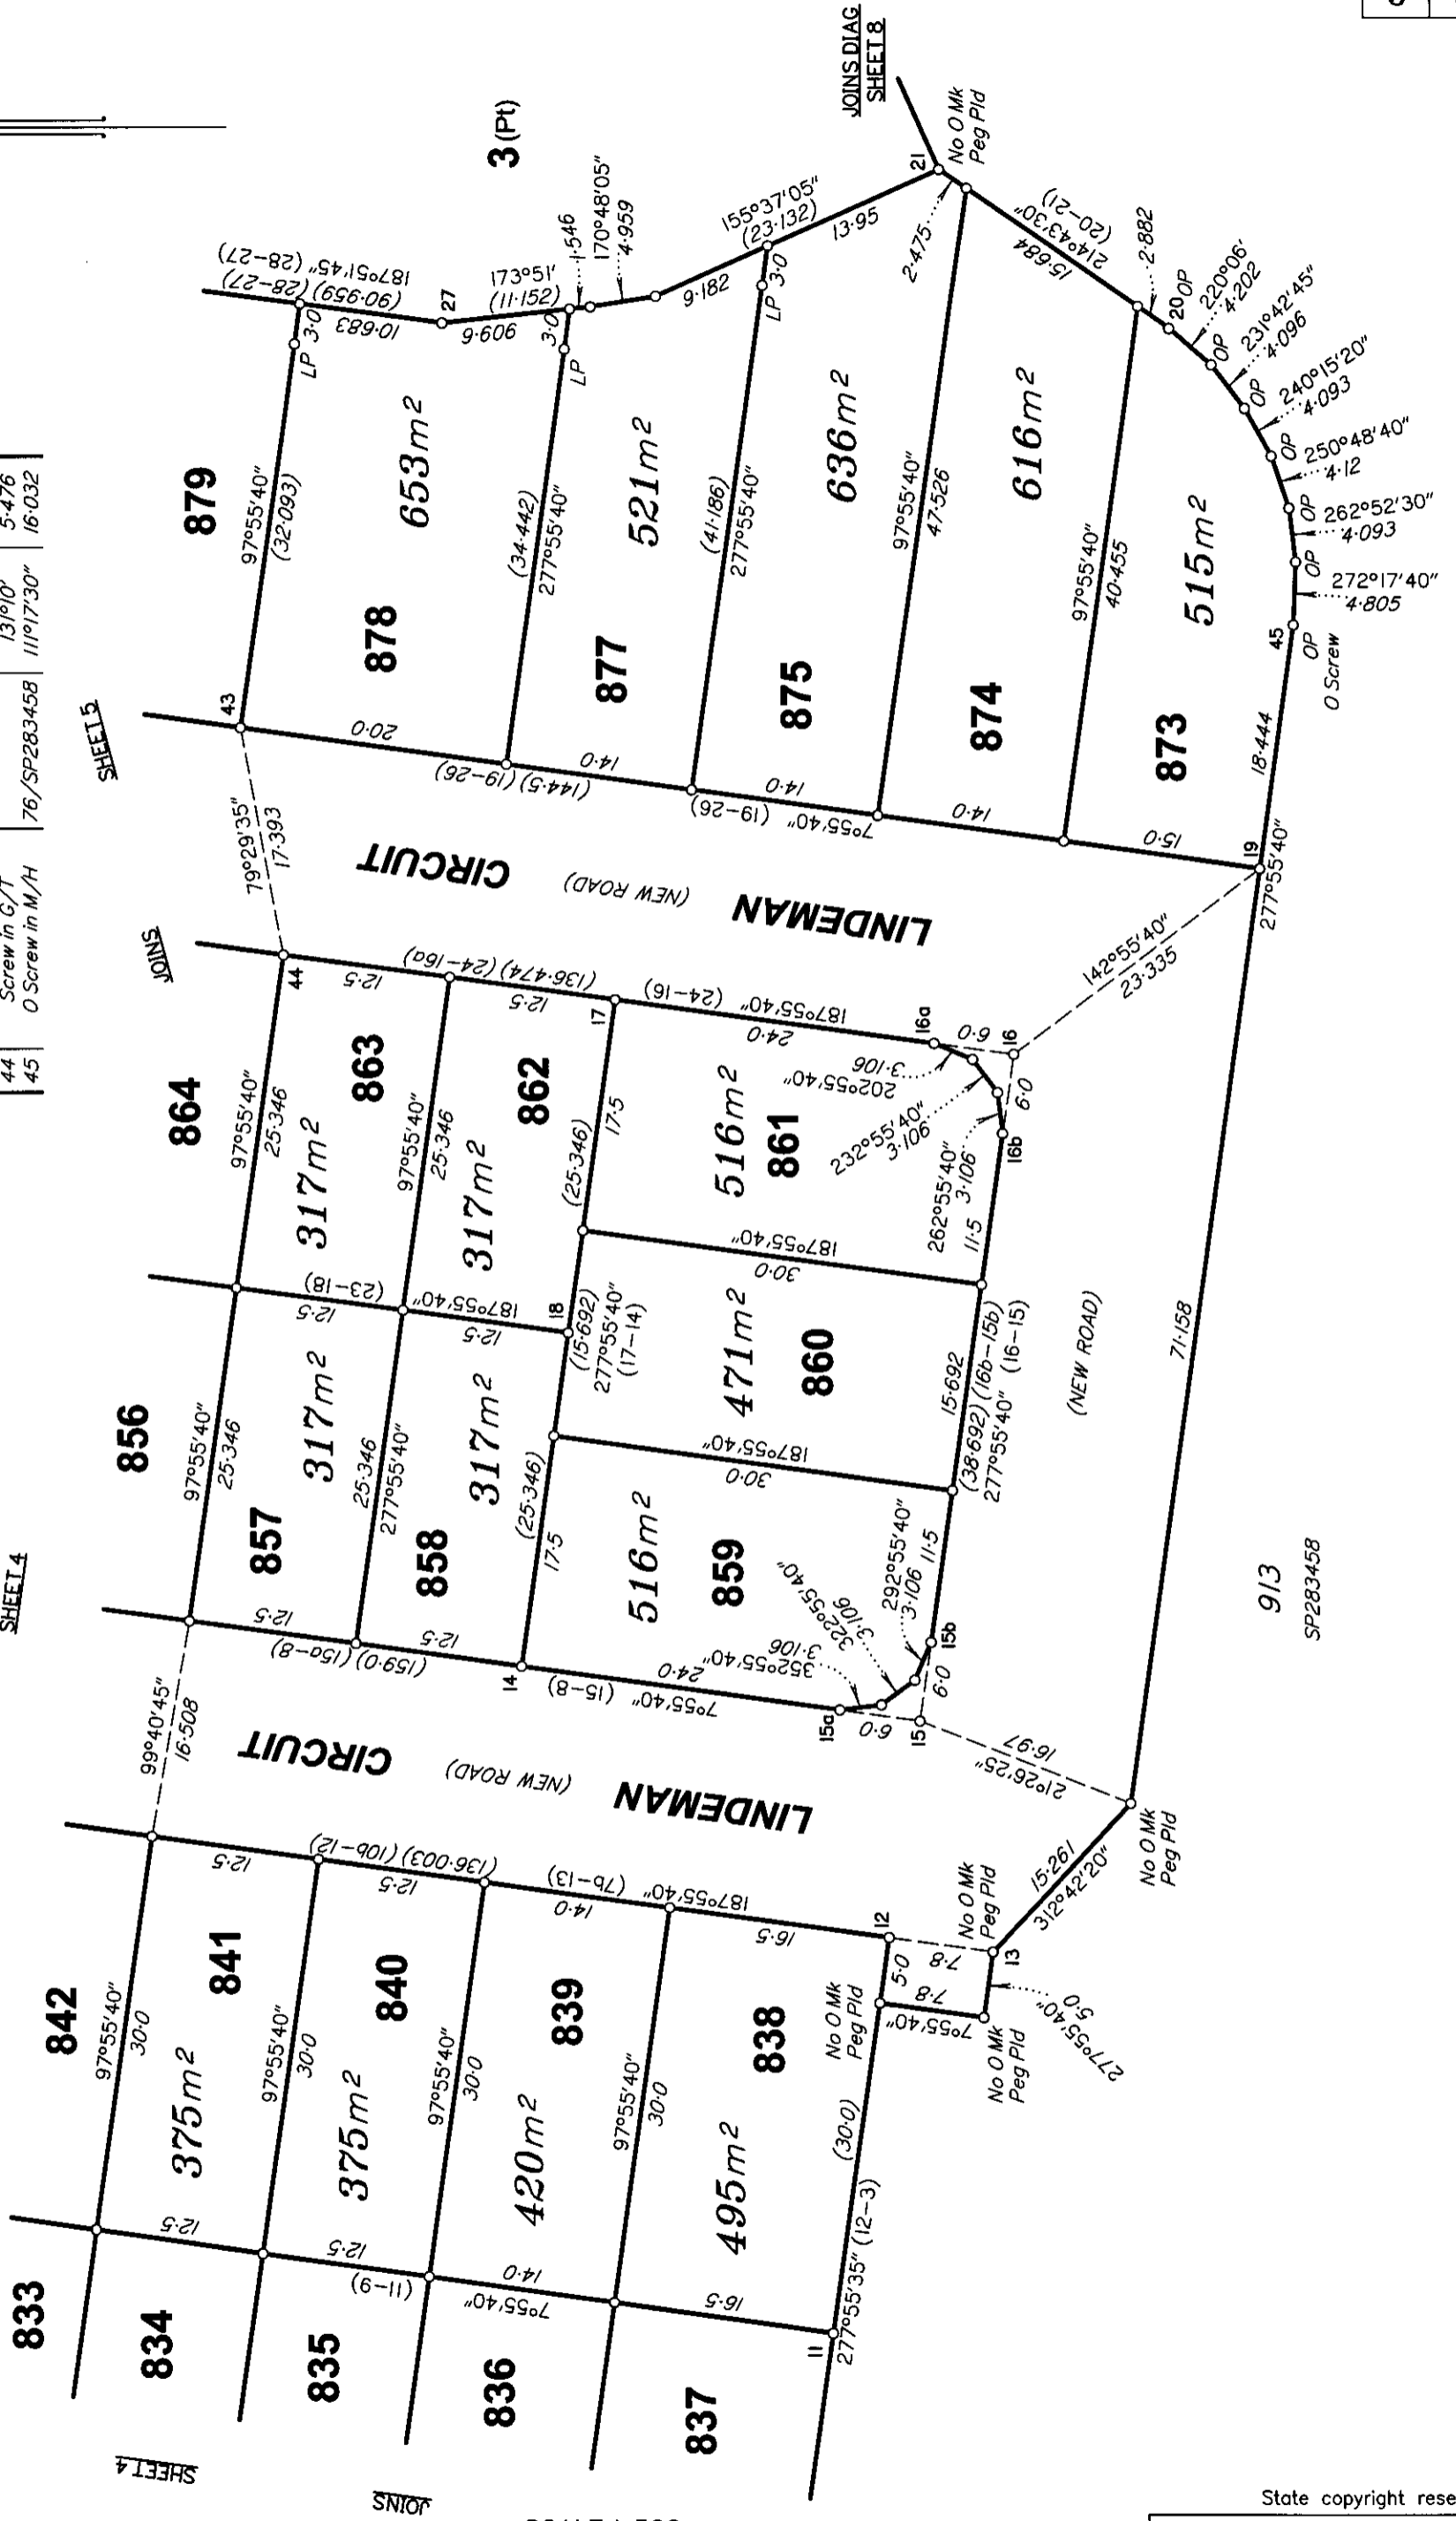 44 Screw in G/T 131°10' 5·476
45 O Screw in M/H 76/SP283458 111°17'30" 16·032
SHEET 4
JOINS
SHEET 4
JOINS
SHEET 5
JOINS DIAG
SHEET 8
833
834
835
836
837
842
97°55'40"
30·0
12·5
12·5
375m²
841
97°55'40"
30·0
12·5
12·5
375m²
840
97°55'40"
30·0
(11-9)
7°55'40"
14·0
14·0
420m²
839
97°55'40"
30·0
16·5
16·5
495m²
838
11
277°55'35" (12-3)
(30·0)
(136·003) (10b-12)
187°55'40" (7b-13)
12
No O Mk
Peg Pld
5·0
7·8
7·8
7°55'40"
No O Mk
Peg Pld
13
No O Mk
Peg Pld
277°55'40"
5·0
15·261
312°42'20"
No O Mk
Peg Pld
99°40'45"
16·508
LINDEMAN CIRCUIT
(NEW ROAD)
21°26'25"
16·97
856
97°55'40"
25·346
12·5
12·5
857
317m²
25·346
277°55'40"
12·5
12·5
858
317m²
(159·0) (15a-8)
7°55'40" (15-8)
14
(25·346)
17·5
24·0
516m²
859
15a
6·0
15
6·0
15b
352°55'40"
3·106
322°55'40"
3·106
292°55'40"
3·106
11·5
187°55'40"
30·0
471m²
860
(15·692)
277°55'40"
(17-14)
18
15·692
(38·692) (16b-15b)
277°55'40" (16-15)
187°55'40"
30·0
864
97°55'40"
25·346
44
(23-18)
187°55'40"
12·5
863
317m²
97°55'40"
25·346
12·5
862
317m²
17
(25·346)
17·5
(136·474) (24-16a)
187°55'40" (24-16)
24·0
516m²
861
16a
6·0
16
6·0
16b
202°55'40"
3·106
232°55'40"
3·106
262°55'40"
3·106
11·5
(NEW ROAD)
79°29'35"
17·393
LINDEMAN CIRCUIT
(NEW ROAD)
142°55'40"
23·335
71·158
277°55'40"
19
913
SP283458
879
43
97°55'40"
(32·093)
LP 3·0
20·0
653m²
878
(90·959) (28-27)
187°51'45" (28-27)
10·683
27
173°51'
(11·152)
9·606
1·546
170°48'05"
4·959
3 (Pt)
(34·442)
277°55'40"
LP 3·0
(144·5) (19-26)
7°55'40" (19-26)
14·0
521m²
877
(41·186)
277°55'40"
LP 3·0
9·182
155°37'05"
(23·132)
13·95
14·0
636m²
875
97°55'40"
47·526
2·475
21
No O Mk
Peg Pld
14·0
616m²
874
97°55'40"
40·455
15·684
214°43'30"
(20-21)
2·882
15·0
515m²
873
18·444
20 OP
220°06'
4·202
OP
231°42'45"
4·096
OP
240°15'20"
4·093
OP
250°48'40"
4·12
OP
262°52'30"
4·093
OP
272°17'40"
4·805
45
OP
O Screw
State copyright rese